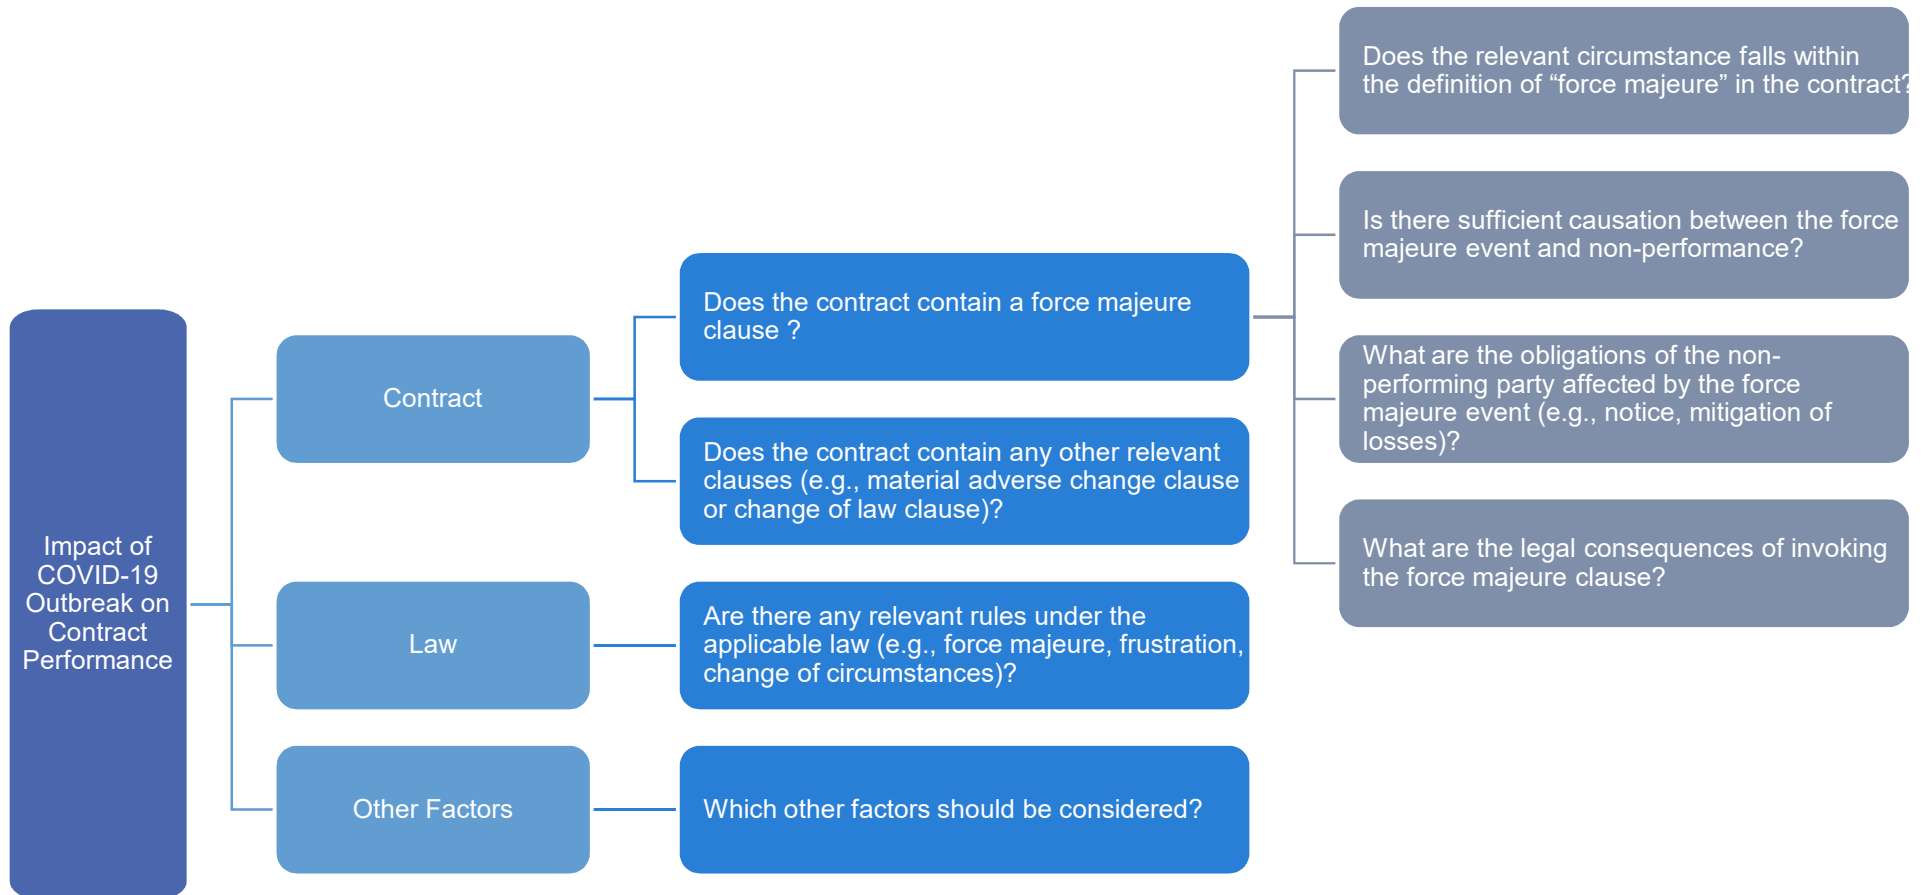 Impact of
COVID-19
Outbreak on
Contract
Performance
Contract
Law
Other Factors
Does the contract contain a force majeure
clause ?
Does the contract contain any other relevant
clauses (e.g., material adverse change clause
or change of law clause)?
Are there any relevant rules under the
applicable law (e.g., force majeure, frustration,
change of circumstances)?
Which other factors should be considered?
Does the relevant circumstance falls within
the definition of “force majeure” in the contract?
Is there sufficient causation between the force
majeure event and non-performance?
What are the obligations of the non-
performing party affected by the force
majeure event (e.g., notice, mitigation of
losses)?
What are the legal consequences of invoking
the force majeure clause?